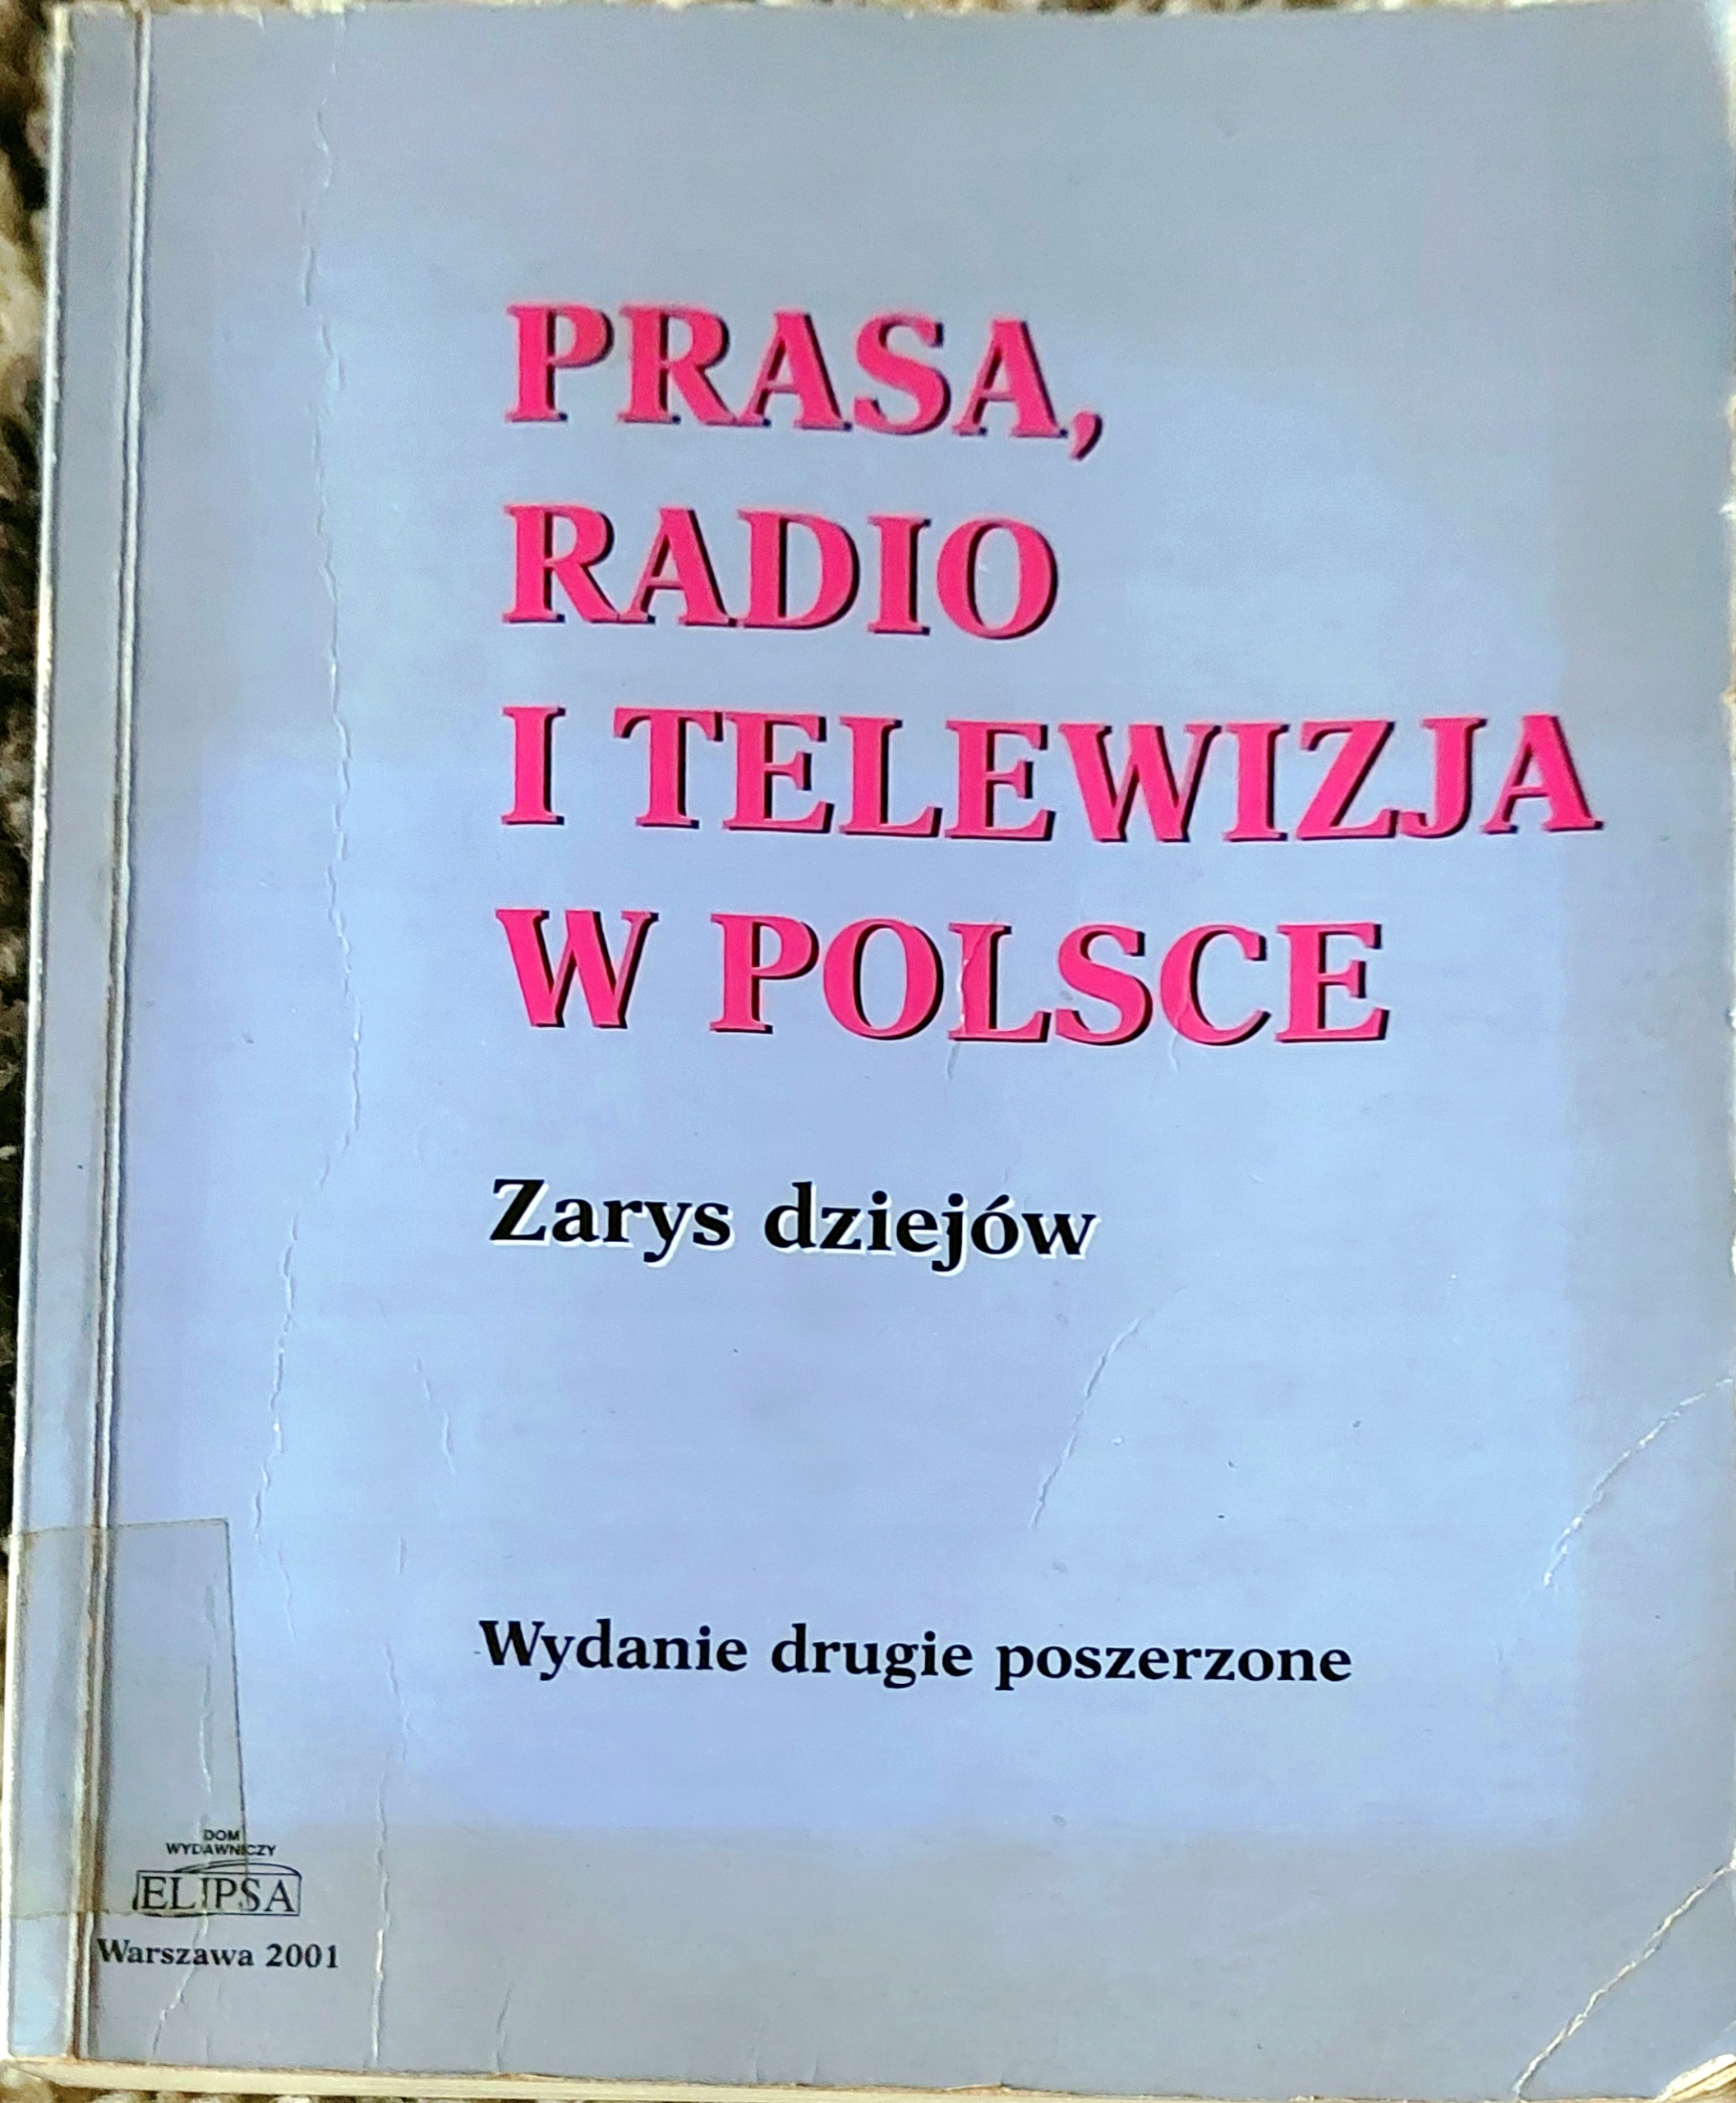 PRASA,
RADIO
I TELEWIZJA
W POLSCE
Zarys dziejów
Wydanie drugie poszerzone
DOM
WYDAWNICZY
ELIPSA
Warszawa 2001